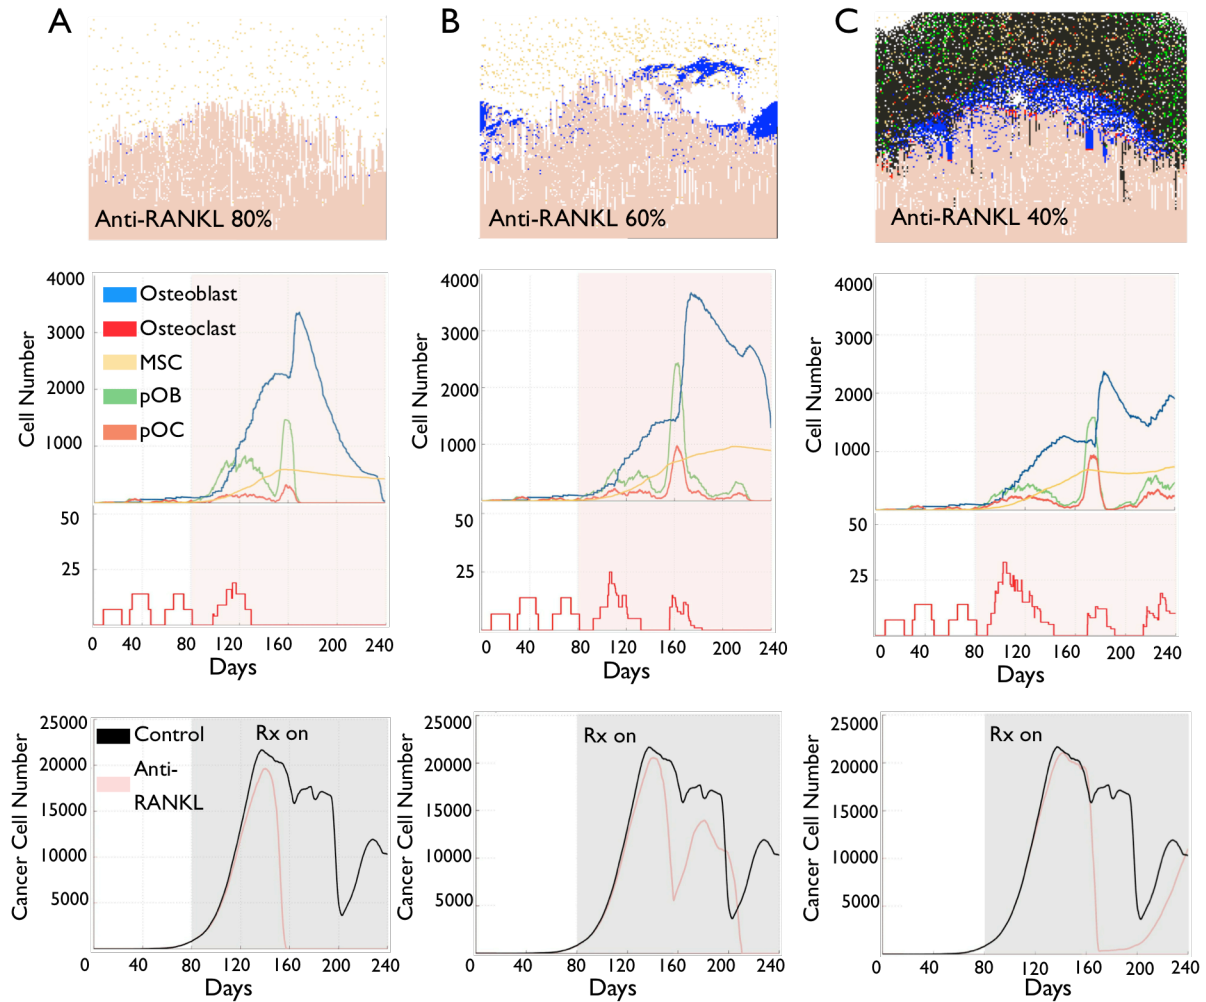 A
B
C
Anti-RANKL 80%
Anti-RANKL 60%
Anti-RANKL 40%
4000
3000
2000
1000
50
25
Cell Number
Osteoblast
Osteoclast
MSC
pOB
pOC
0 40 80 120 160 200 240
Days
4000
3000
2000
1000
50
25
Cell Number
0 40 80 120 160 200 240
Days
4000
3000
2000
1000
50
25
Cell Number
0 40 80 120 160 200 240
Days
25000
20000
15000
10000
5000
Cancer Cell Number
Control
Anti-
RANKL
Rx on
0 40 80 120 160 200 240
Days
25000
20000
15000
10000
5000
Cancer Cell Number
Rx on
0 40 80 120 160 200 240
Days
25000
20000
15000
10000
5000
Cancer Cell Number
Rx on
0 40 80 120 160 200 240
Days